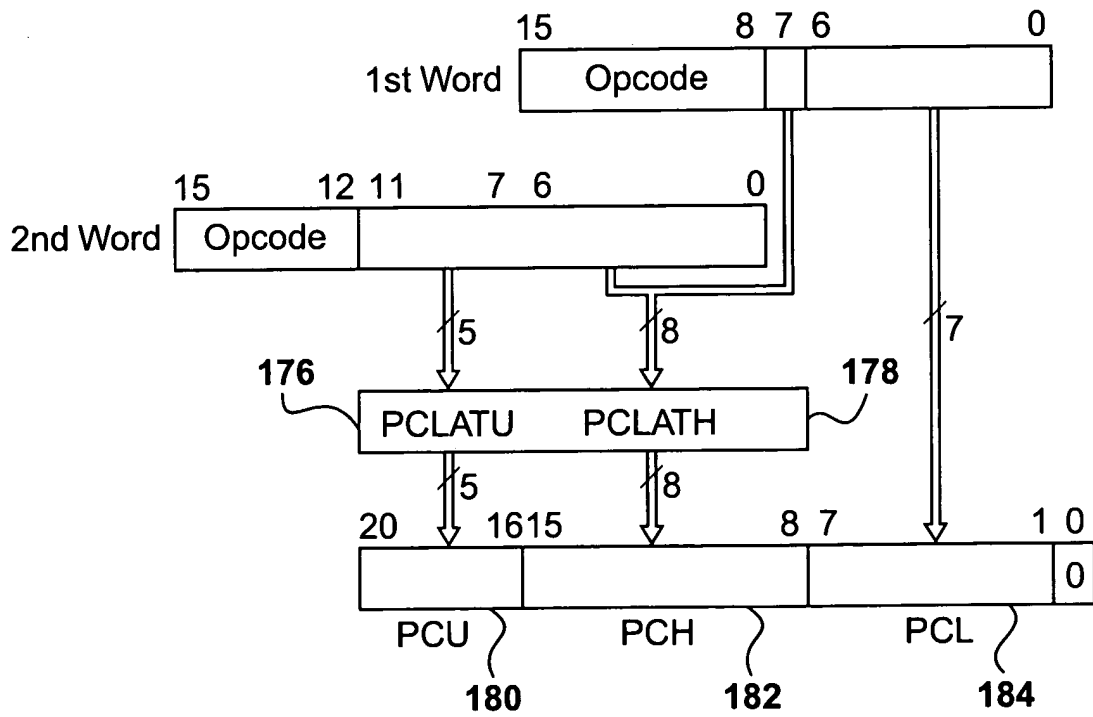 15 8 7 6 0
1st Word Opcode
15 12 11 7 6 0
2nd Word Opcode
5 8 7
176 178
PCLATU PCLATH
5 8
20 16 15 8 7 1 0
0
PCU PCH PCL
180 182 184